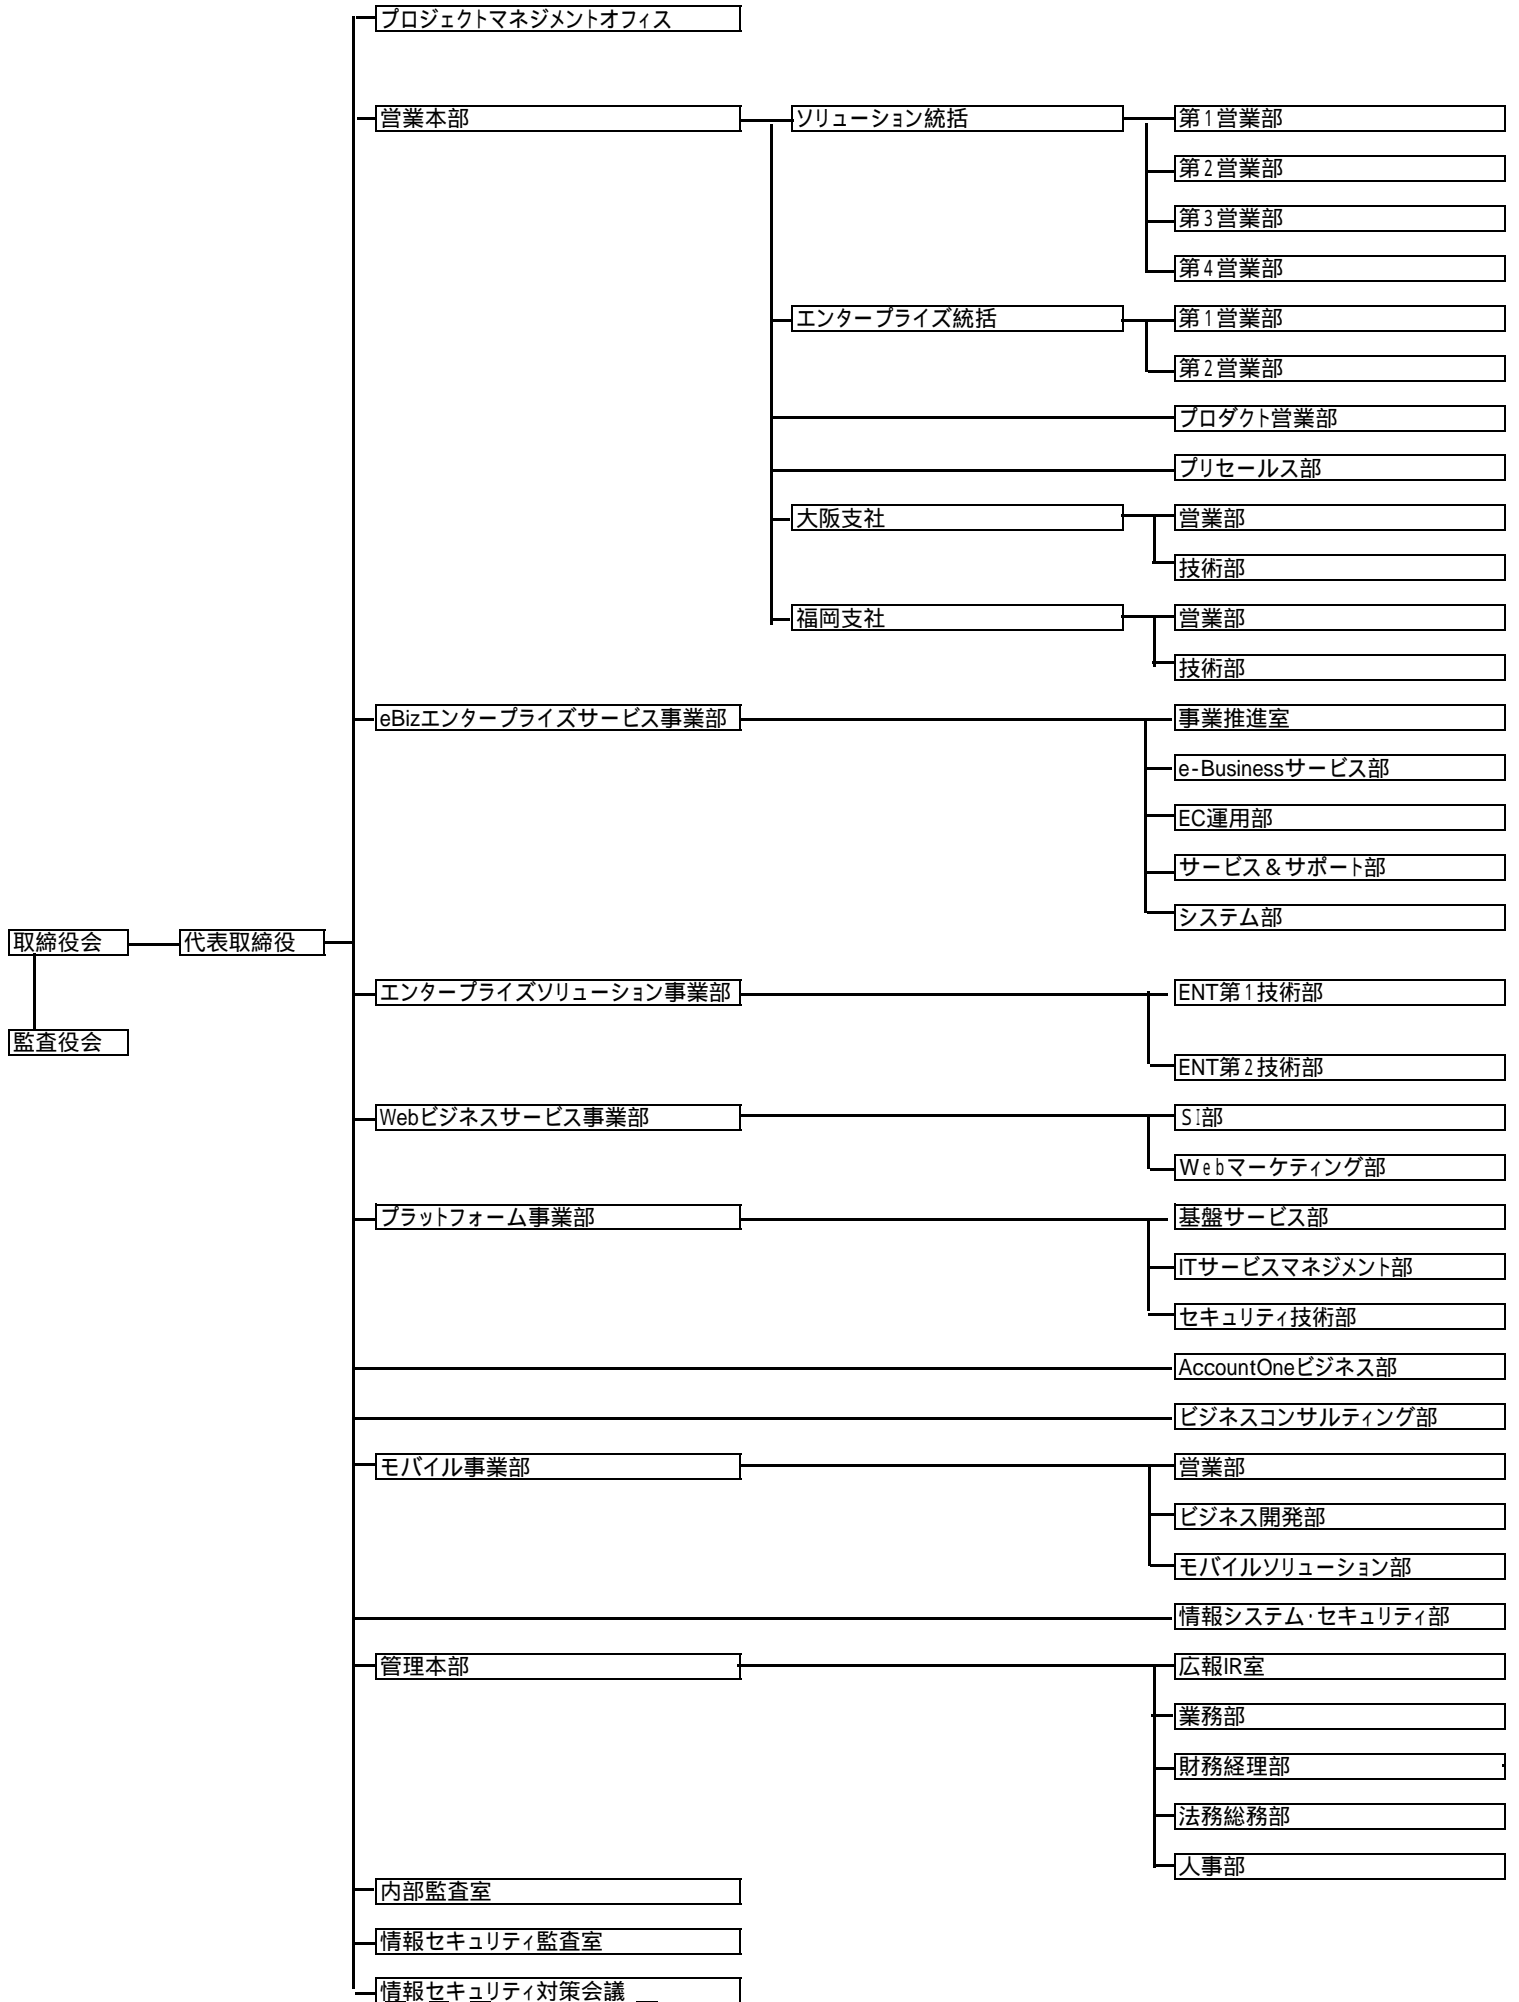 プロジェクトマネジメントオフィス
営業本部
ソリューション統括
第1営業部
第2営業部
第3営業部
第4営業部
エンタープライズ統括
第1営業部
第2営業部
プロダクト営業部
プリセールス部
大阪支社
営業部
技術部
福岡支社
営業部
技術部
eBizエンタープライズサービス事業部
事業推進室
e-Businessサービス部
EC運用部
サービス＆サポート部
システム部
取締役会
代表取締役
監査役会
エンタープライズソリューション事業部
ENT第1技術部
ENT第2技術部
Webビジネスサービス事業部
SI部
Webマーケティング部
プラットフォーム事業部
基盤サービス部
ITサービスマネジメント部
セキュリティ技術部
AccountOneビジネス部
ビジネスコンサルティング部
モバイル事業部
営業部
ビジネス開発部
モバイルソリューション部
情報システム・セキュリティ部
管理本部
広報IR室
業務部
財務経理部
法務総務部
人事部
内部監査室
情報セキュリティ監査室
情報セキュリティ対策会議